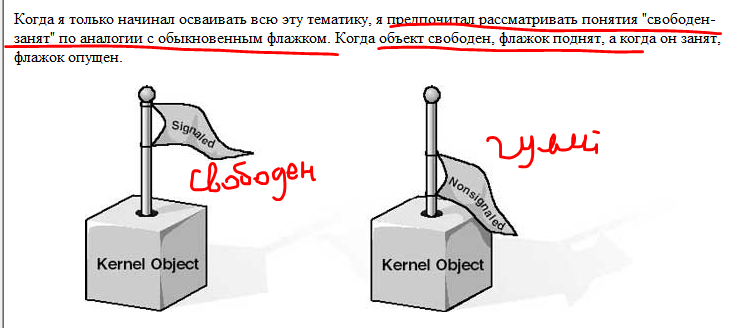 Когда я только начинал осваивать всю эту тематику, я предпочитал рассматривать понятия "свободен-
занят" по аналогии с обыкновенным флажком. Когда объект свободен, флажок поднят, а когда он занят,
флажок опущен.
Signaled
свободен
Nonsignaled
Kernel Object
Kernel Object